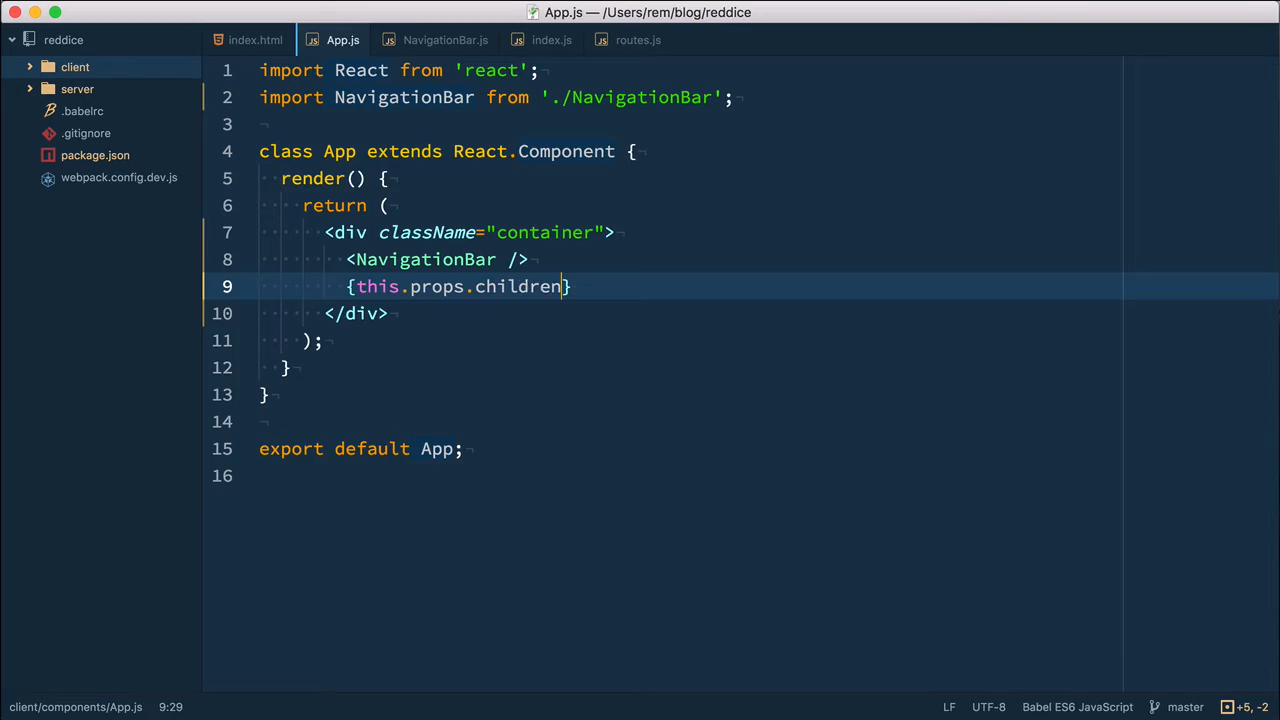 App.js — /Users/rem/blog/reddice
reddice
index.html
App.js
NavigationBar.js
index.js
routes.js
client
server
.babelrc
.gitignore
package.json
webpack.config.dev.js
1 import React from 'react';
2 import NavigationBar from './NavigationBar';
3
4 class App extends React.Component {
5 render() {
6 return (
7 <div className="container">
8 <NavigationBar />
9 {this.props.children}
10 </div>
11 );
12 }
13 }
14
15 export default App;
16
client/components/App.js 9:29 LF UTF-8 Babel ES6 JavaScript master +5, -2